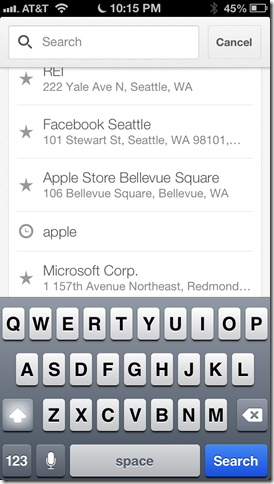 AT&T 10:15 PM 45%
Search Cancel
REI
222 Yale Ave N, Seattle, WA
Facebook Seattle
101 Stewart St, Seattle, WA 98101,...
Apple Store Bellevue Square
106 Bellevue Square, Bellevue, WA
apple
Microsoft Corp.
1 157th Avenue Northeast, Redmond...
Q W E R T Y U I O P
A S D F G H J K L
Z X C V B N M
123 space Search